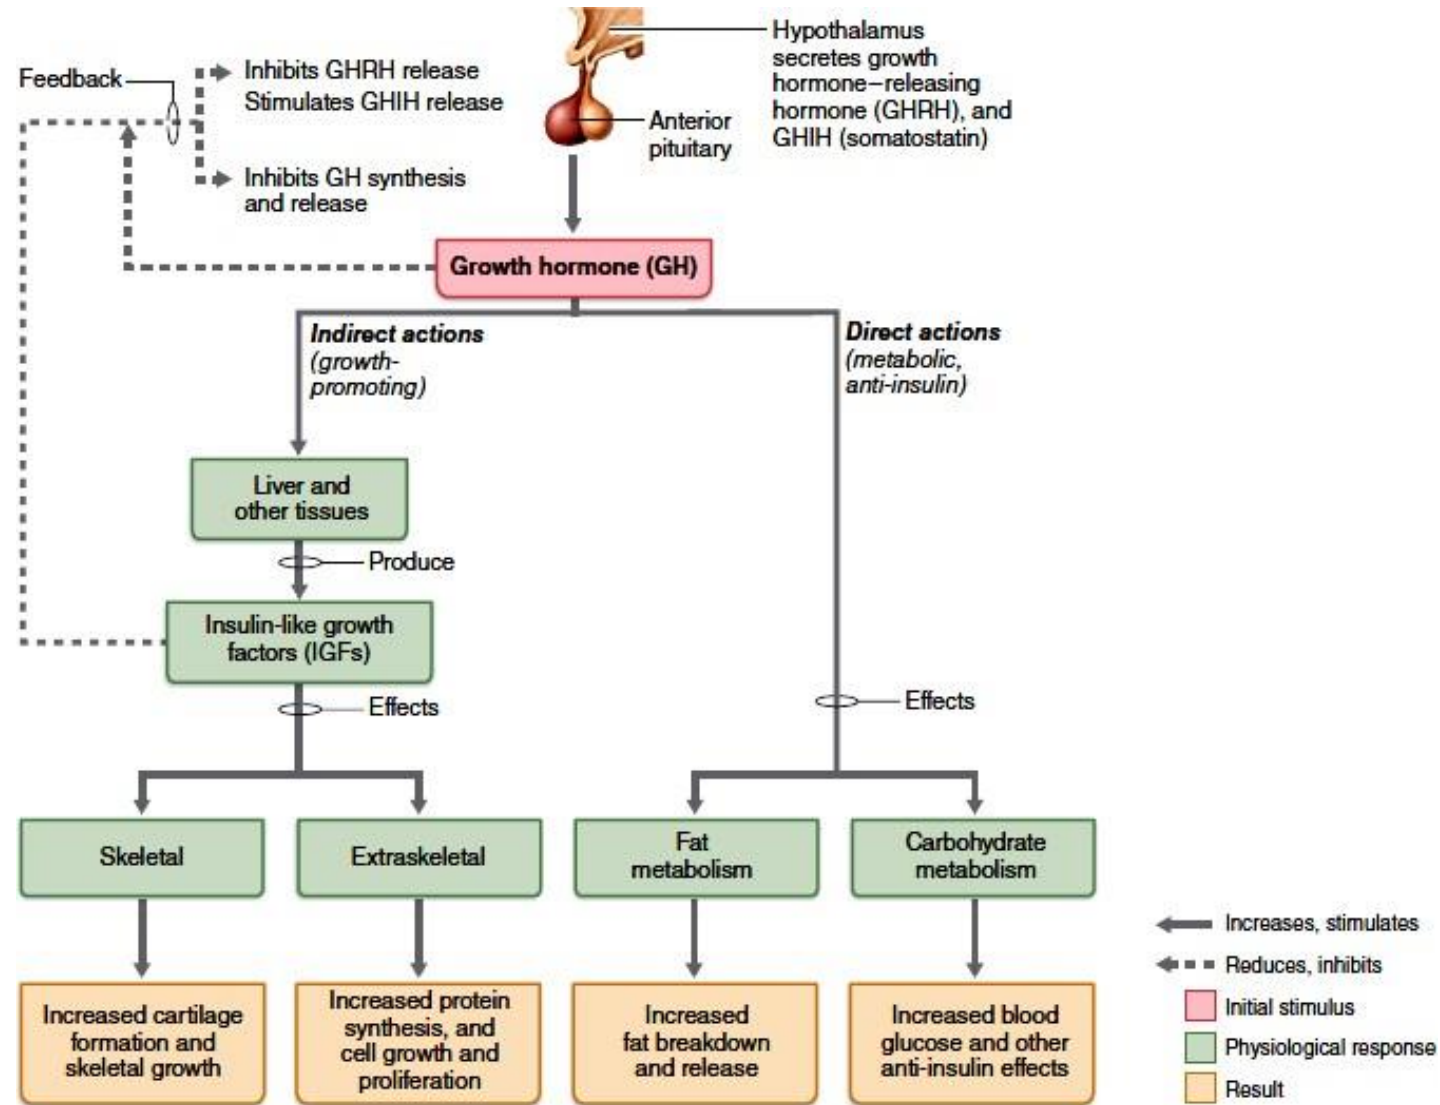 Hypothalamus
secretes growth
hormone–releasing
hormone (GHRH), and
GHIH (somatostatin)
Feedback
Inhibits GHRH release
Stimulates GHIH release
Anterior
pituitary
Inhibits GH synthesis
and release
Growth hormone (GH)
Indirect actions
(growth-
promoting)
Direct actions
(metabolic,
anti-insulin)
Liver and
other tissues
Produce
Insulin-like growth
factors (IGFs)
Effects
Effects
Skeletal
Extraskeletal
Fat
metabolism
Carbohydrate
metabolism
Increased cartilage
formation and
skeletal growth
Increased protein
synthesis, and
cell growth and
proliferation
Increased
fat breakdown
and release
Increased blood
glucose and other
anti-insulin effects
Increases, stimulates
Reduces, inhibits
Initial stimulus
Physiological response
Result